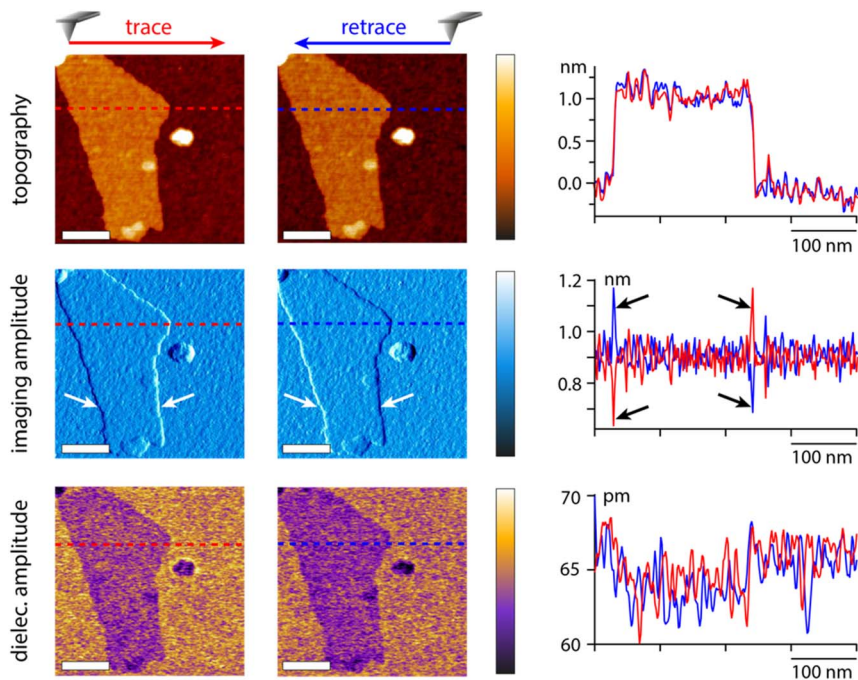 trace
retrace
topography
nm
1.0
0.5
0.0
100 nm
imaging amplitude
1.2
nm
1.0
0.8
100 nm
dielec. amplitude
70
pm
65
60
100 nm